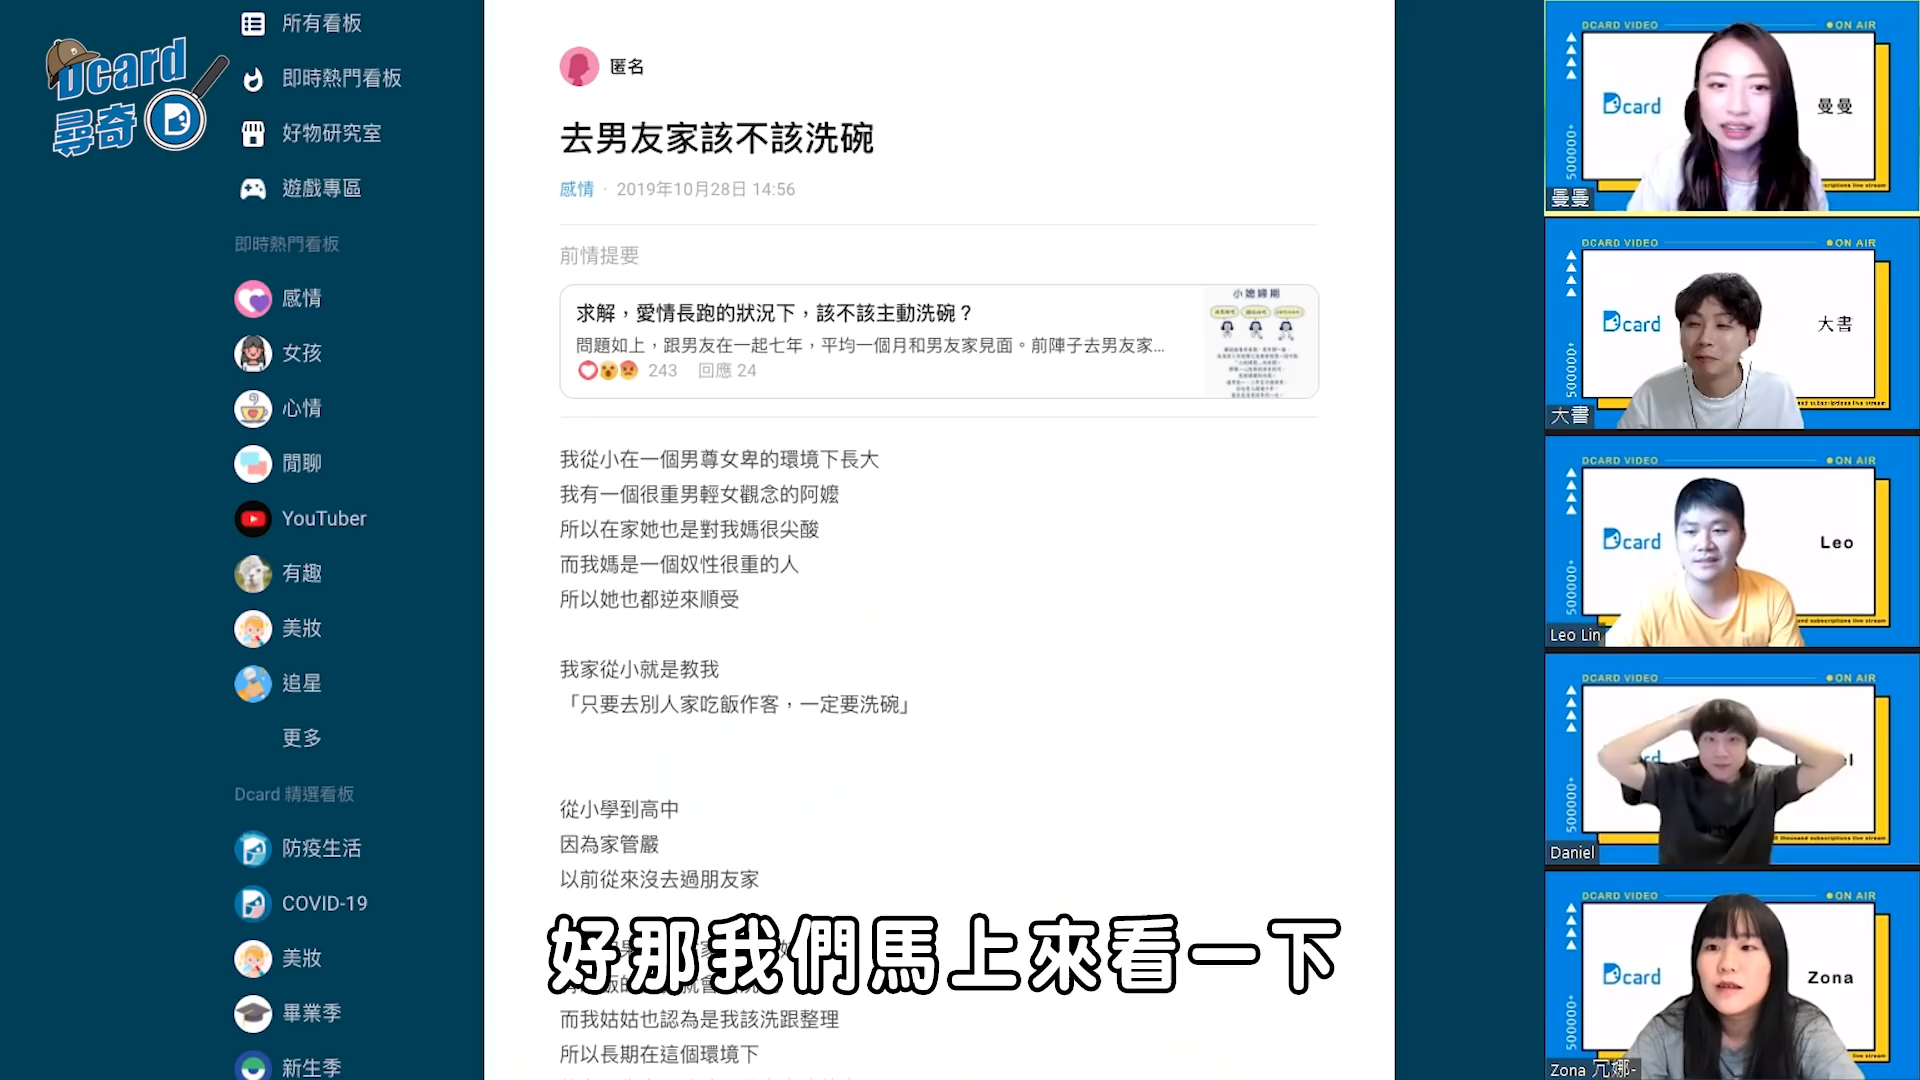 Dcard
尋奇
所有看板
即時熱門看板
好物研究室
遊戲專區
即時熱門看板
感情
女孩
心情
閒聊
YouTuber
有趣
美妝
追星
更多
Dcard 精選看板
防疫生活
COVID-19
美妝
畢業季
新生季
匿名
去男友家該不該洗碗
感情 · 2019年10月28日 14:56
前情提要
求解，愛情長跑的狀況下，該不該主動洗碗？
問題如上，跟男友在一起七年，平均一個月和男友家見面。前陣子去男友家...
243 回應 24
小媳婦期
我從小在一個男尊女卑的環境下長大
我有一個很重男輕女觀念的阿嬤
所以在家她也是對我媽很尖酸
而我媽是一個奴性很重的人
所以她也都逆來順受
我家從小就是教我
「只要去別人家吃飯作客，一定要洗碗」
從小學到高中
因為家管嚴
以前從來沒去過朋友家
好那我們馬上來看一下
而我姑姑也認為是我該洗跟整理
所以長期在這個環境下
DCARD VIDEO ON AIR
Dcard 曼曼
500000+
曼曼
DCARD VIDEO ON AIR
Dcard 大書
500000+
大書
DCARD VIDEO ON AIR
Dcard Leo
500000+
Leo Lin
DCARD VIDEO ON AIR
500000+
Daniel
DCARD VIDEO ON AIR
Dcard Zona
500000+
Zona 冗娜-